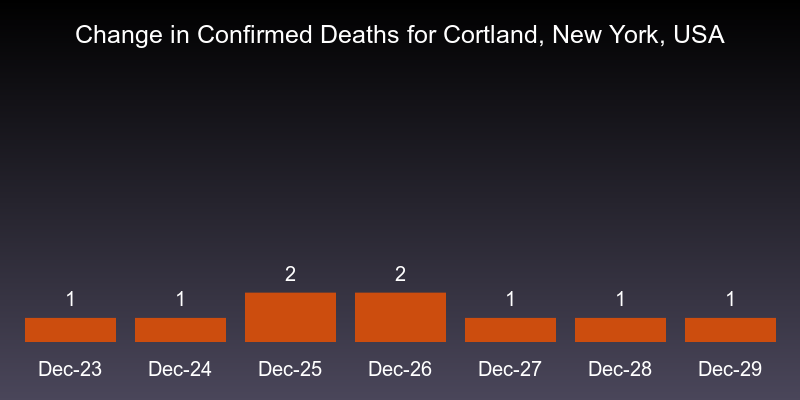 Change in Confirmed Deaths for Cortland, New York, USA
1 1 2 2 1 1 1
Dec-23 Dec-24 Dec-25 Dec-26 Dec-27 Dec-28 Dec-29